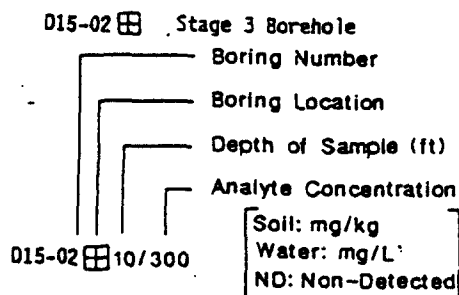 D15-02 ⊞ Stage 3 Borehole
Boring Number
Boring Location
Depth of Sample (ft)
Analyte Concentration
Soil: mg/kg
Water: mg/L
ND: Non-Detected
D15-02 ⊞ 10/300